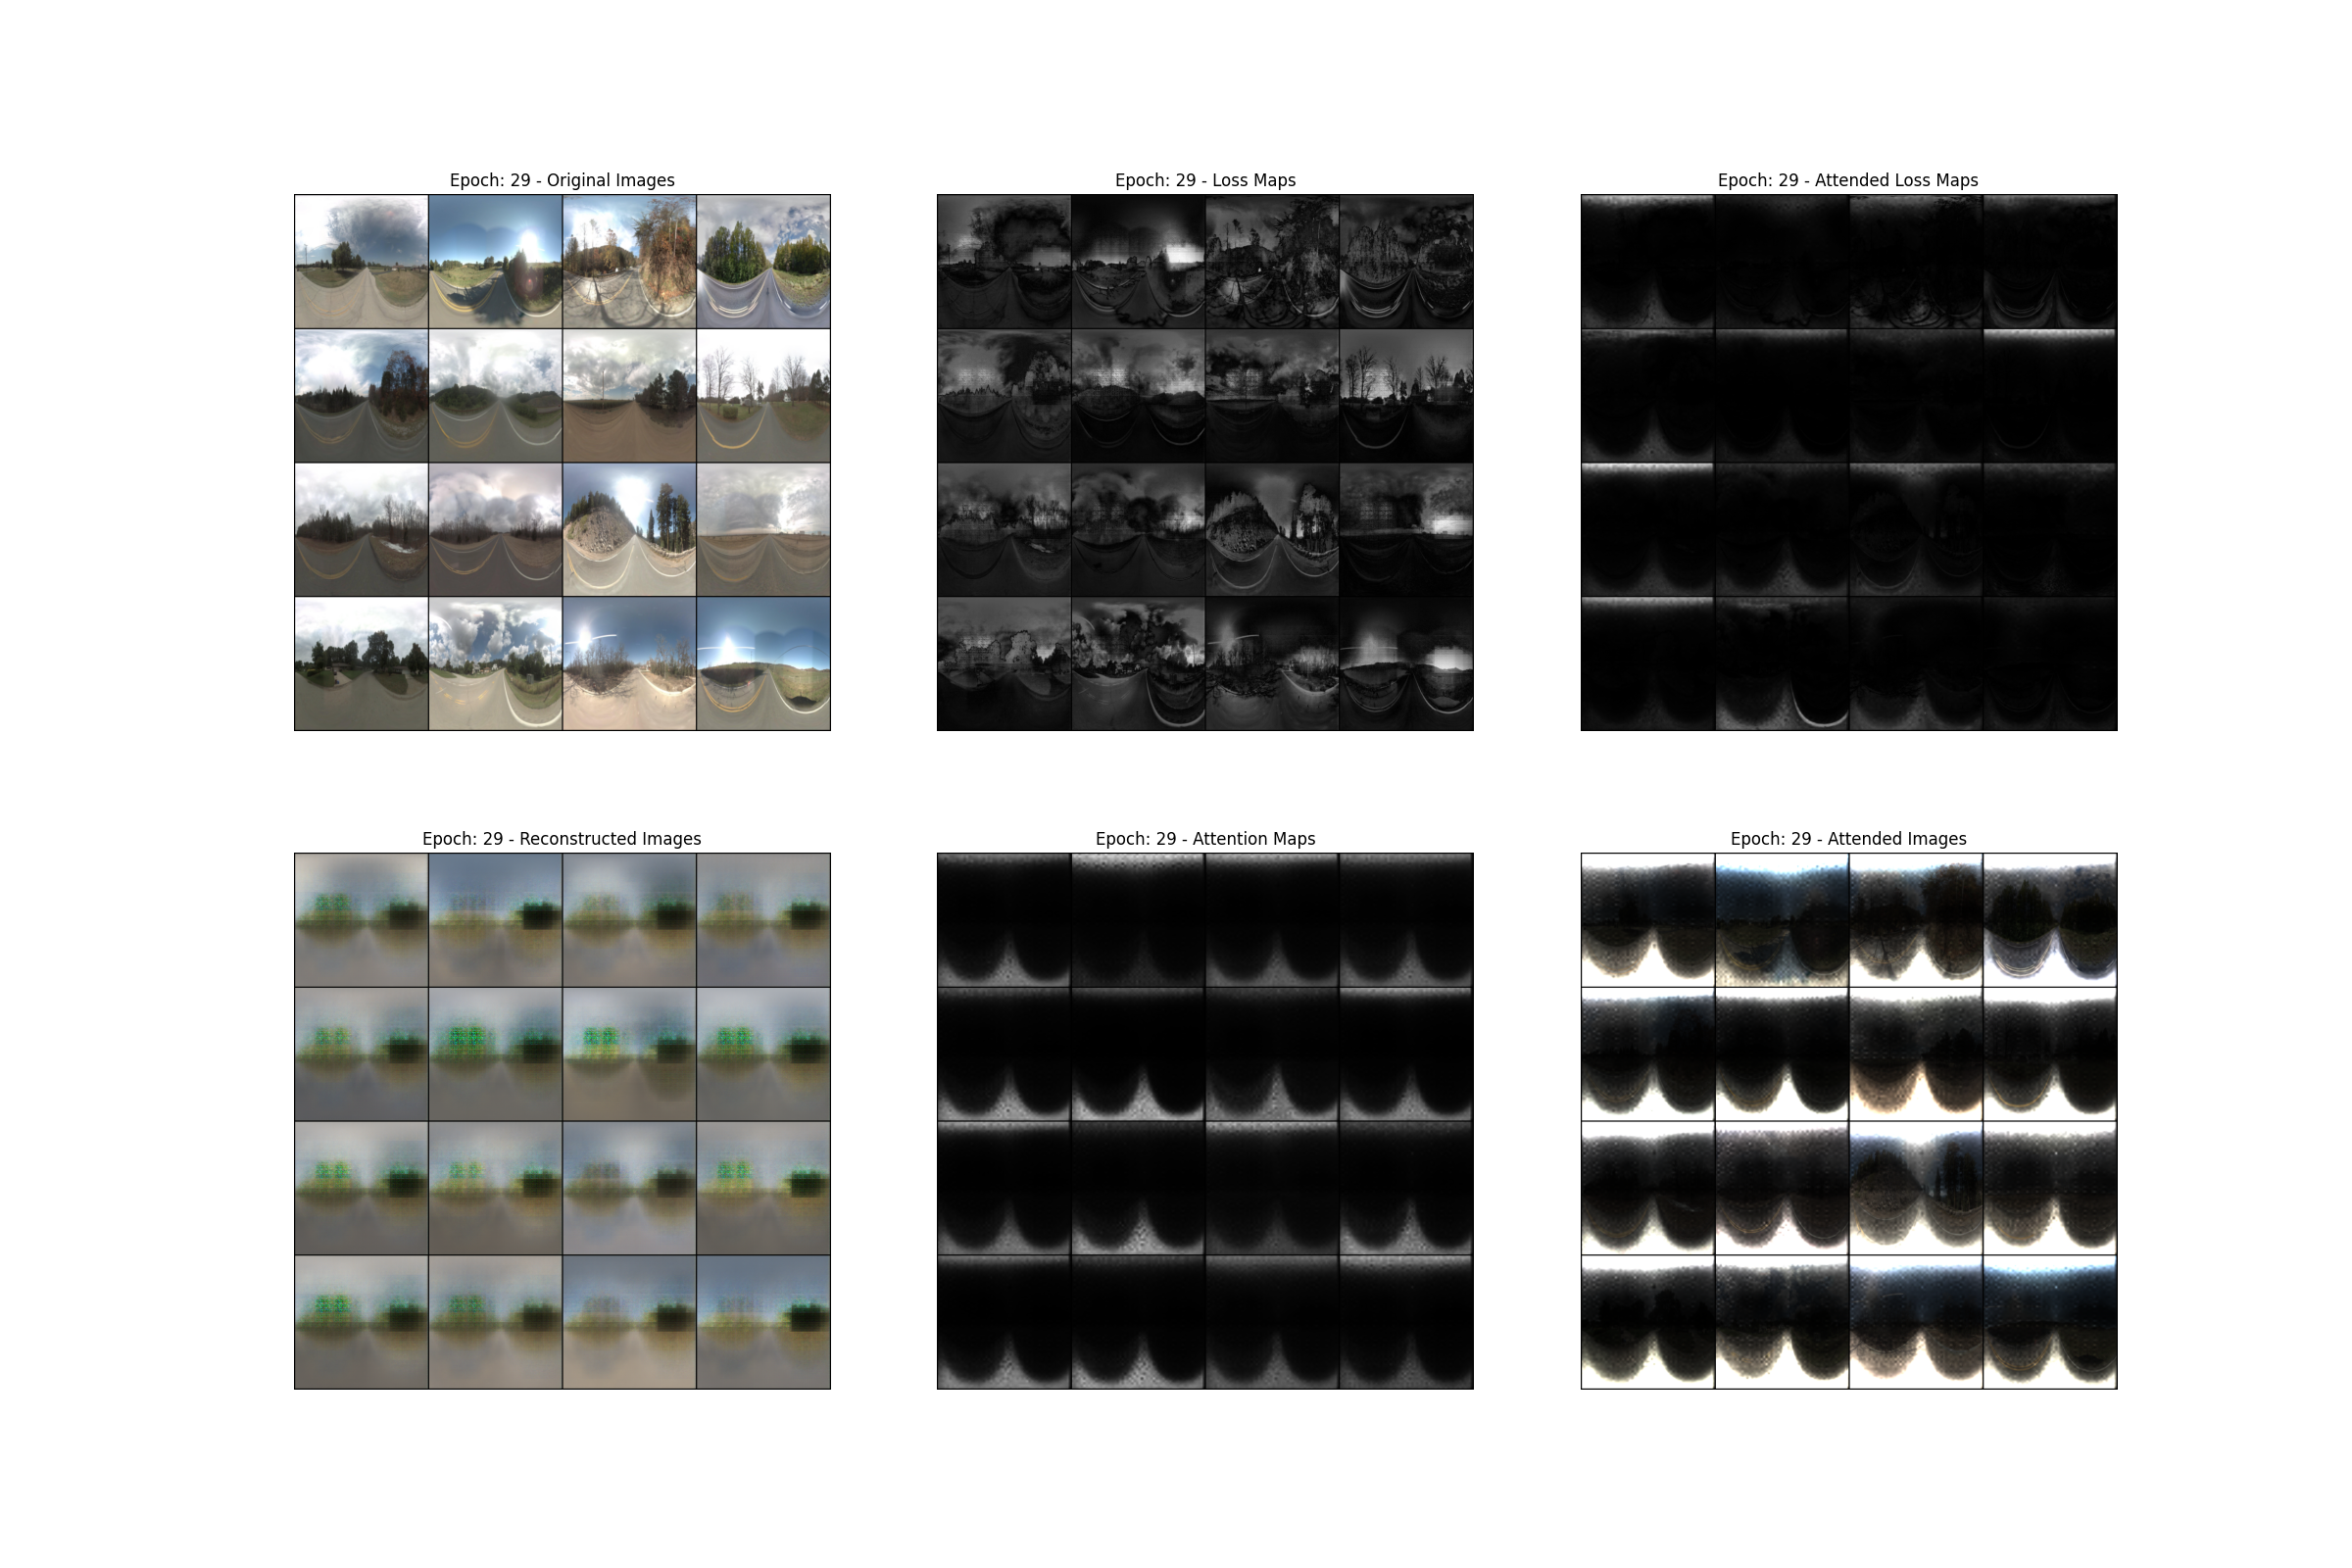 Epoch: 29 - Original Images
Epoch: 29 - Loss Maps
Epoch: 29 - Attended Loss Maps
Epoch: 29 - Reconstructed Images
Epoch: 29 - Attention Maps
Epoch: 29 - Attended Images